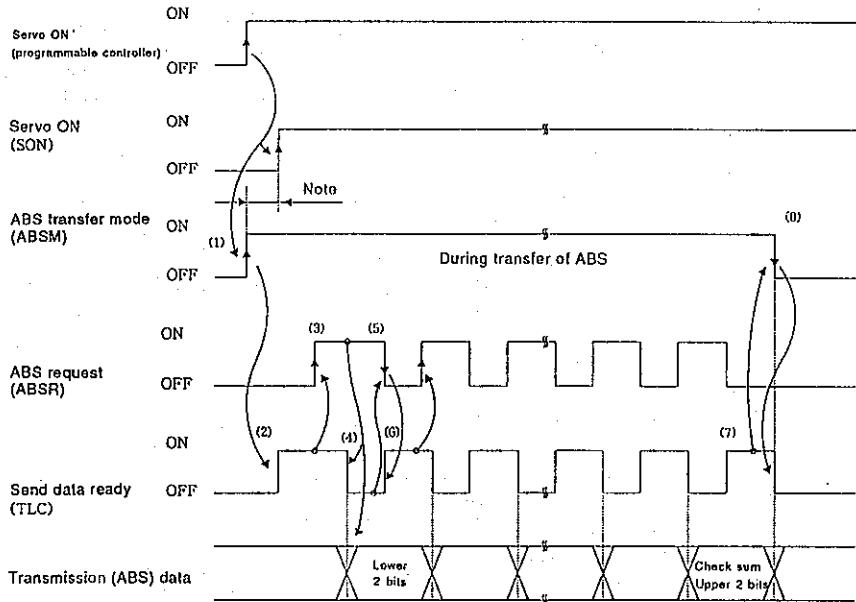 Servo ON'
(programmable controller)
ON
OFF
Servo ON
(SON)
ON
OFF
Note
ABS transfer mode
(ABSM)
ON
OFF
(1)
During transfer of ABS
(8)
ABS request
(ABSR)
ON
OFF
(3)
(5)
Send data ready
(TLC)
ON
OFF
(2)
(4)
(6)
(7)
Transmission (ABS) data
Lower
2 bits
Check sum
Upper 2 bits